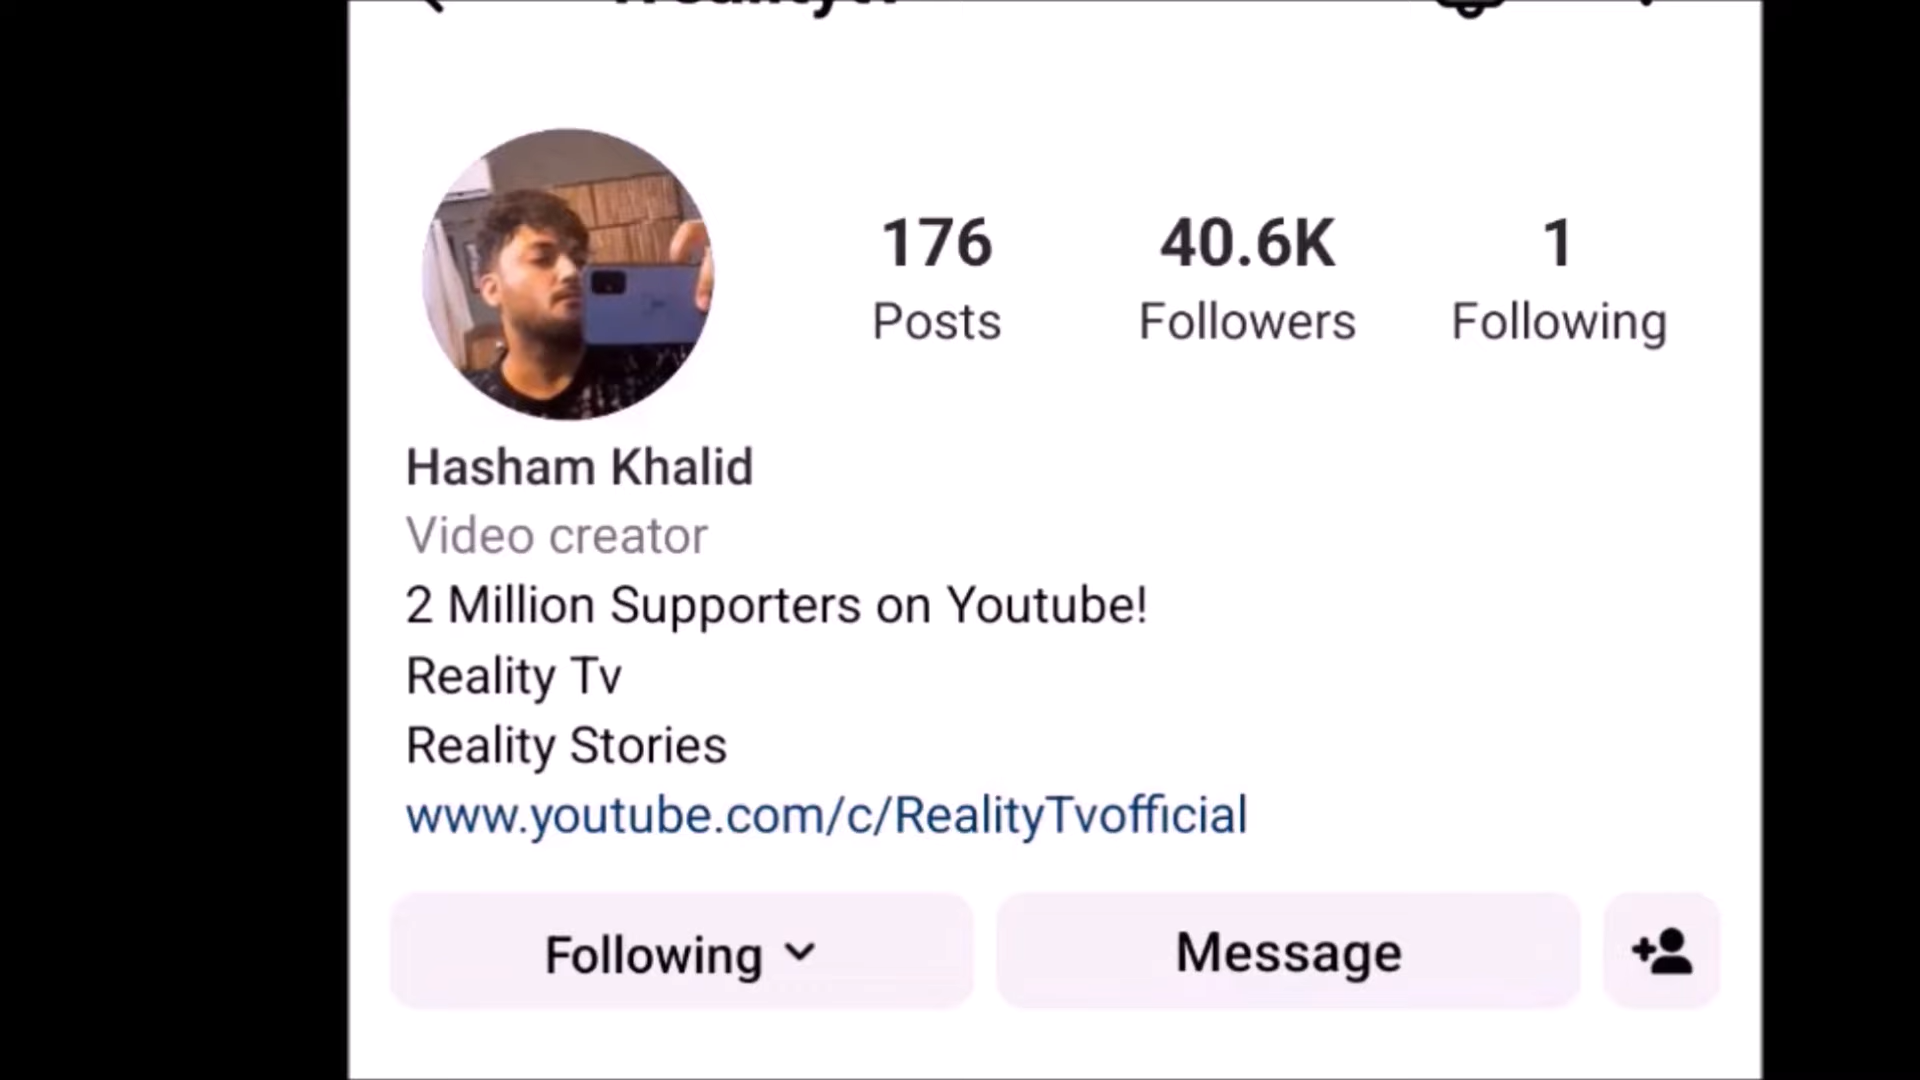 176 40.6K 1
Posts Followers Following
Hasham Khalid
Video creator
2 Million Supporters on Youtube!
Reality Tv
Reality Stories
www.youtube.com/c/RealityTvofficial
Following Message